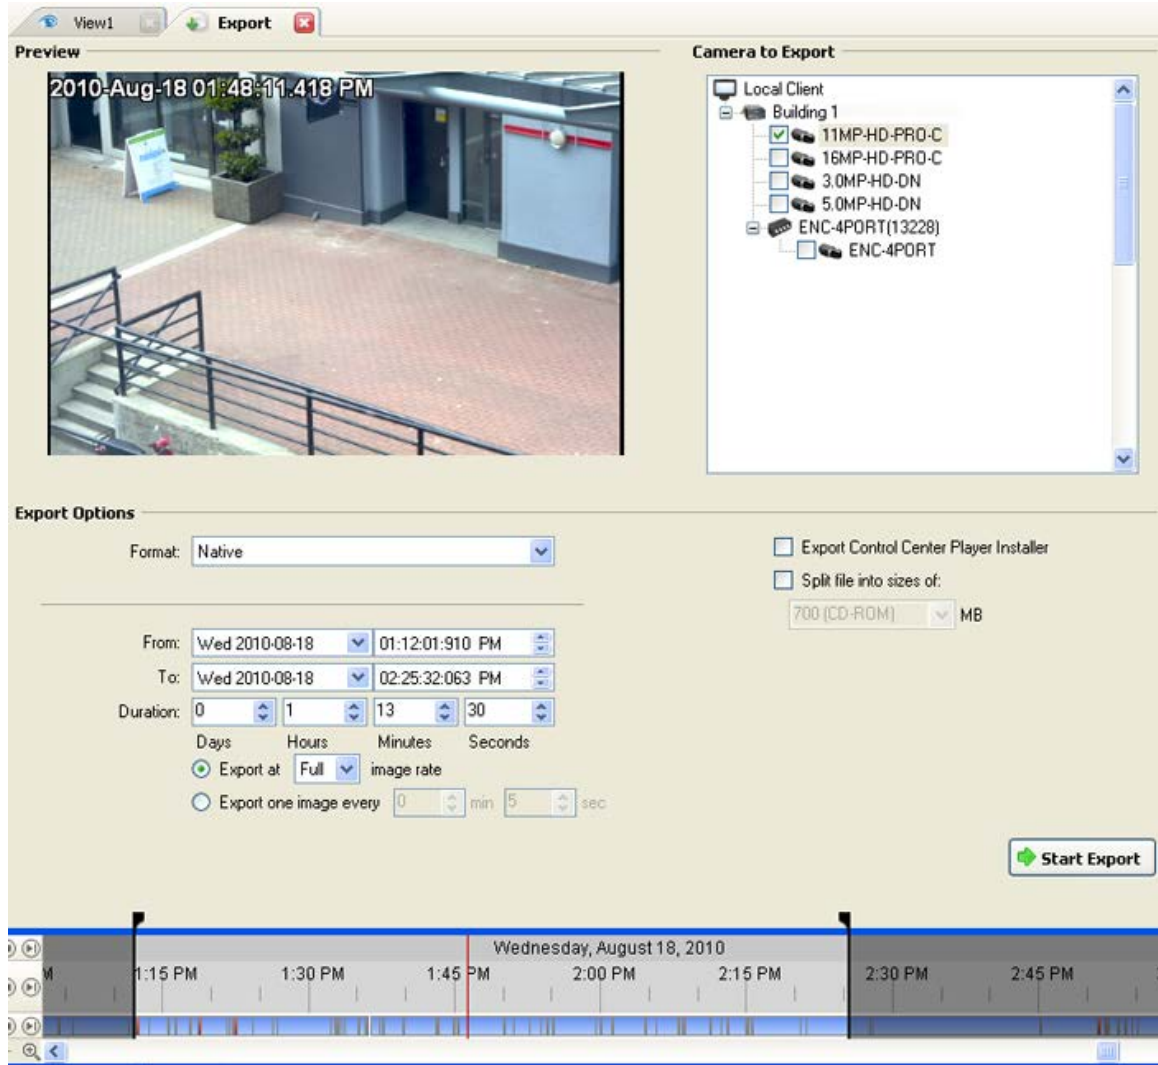 View1 Export
Preview
Camera to Export
2010-Aug-18 01:48:11.418 PM
Local Client
Building 1
11MP-HD-PRO-C
16MP-HD-PRO-C
3.0MP-HD-DN
5.0MP-HD-DN
ENC-4PORT(13228)
ENC-4PORT
Export Options
Format: Native
Export Control Center Player Installer
Split file into sizes of:
700 (CD-ROM) MB
From: Wed 2010-08-18 01:12:01:910 PM
To: Wed 2010-08-18 02:25:32:063 PM
Duration: 0 1 13 30
Days Hours Minutes Seconds
Export at Full image rate
Export one image every 0 min 5 sec
Start Export
Wednesday, August 18, 2010
M 1:15 PM 1:30 PM 1:45 PM 2:00 PM 2:15 PM 2:30 PM 2:45 PM